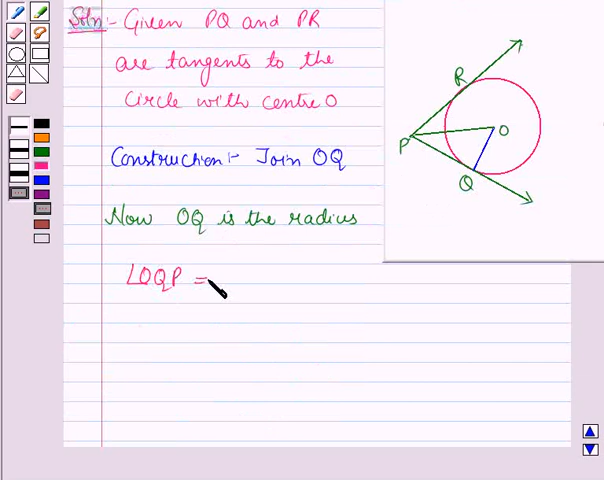 Soln:- Given PQ and PR
are tangents to the
Circle with centre O
Construction:- Join OQ
Now OQ is the radius
∠OQP =
R
P
O
Q